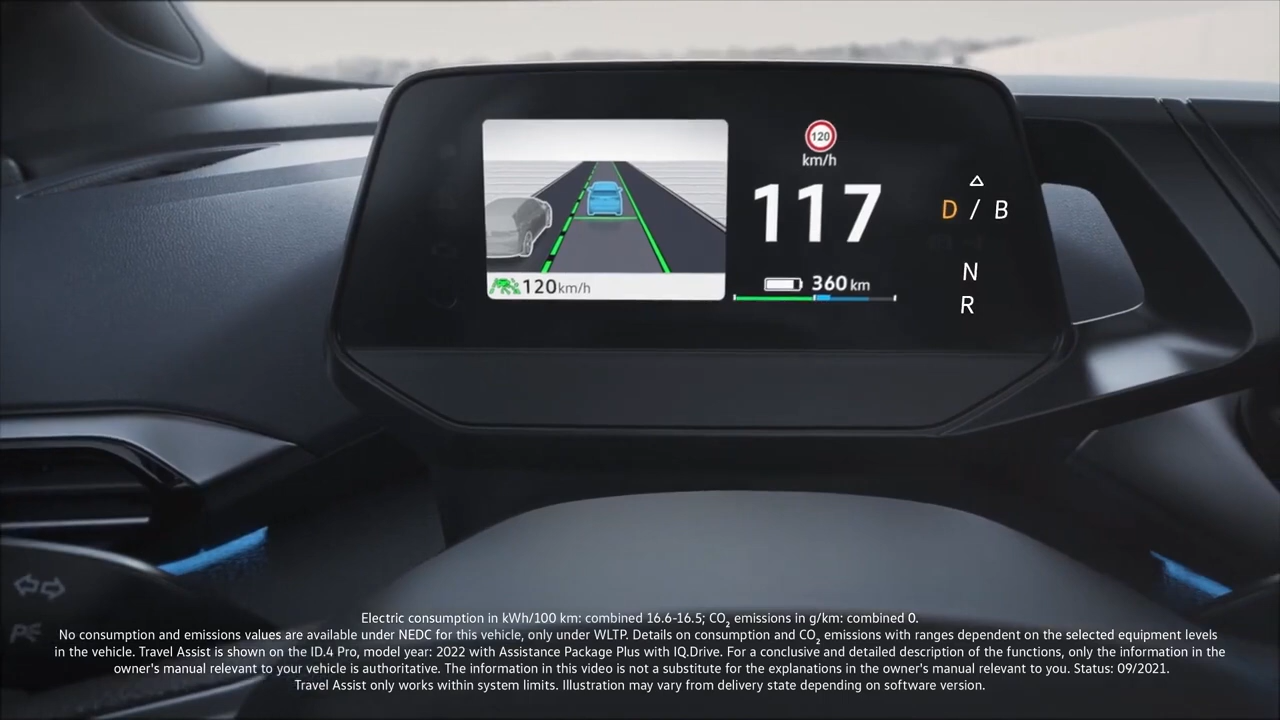 120
km/h
117
D / B
N
R
360 km
120 km/h
Electric consumption in kWh/100 km: combined 16.6-16.5; CO₂ emissions in g/km: combined 0.
No consumption and emissions values are available under NEDC for this vehicle, only under WLTP. Details on consumption and CO₂ emissions with ranges dependent on the selected equipment levels
in the vehicle. Travel Assist is shown on the ID.4 Pro, model year: 2022 with Assistance Package Plus with IQ.Drive. For a conclusive and detailed description of the functions, only the information in the
owner's manual relevant to your vehicle is authoritative. The information in this video is not a substitute for the explanations in the owner's manual relevant to you. Status: 09/2021.
Travel Assist only works within system limits. Illustration may vary from delivery state depending on software version.